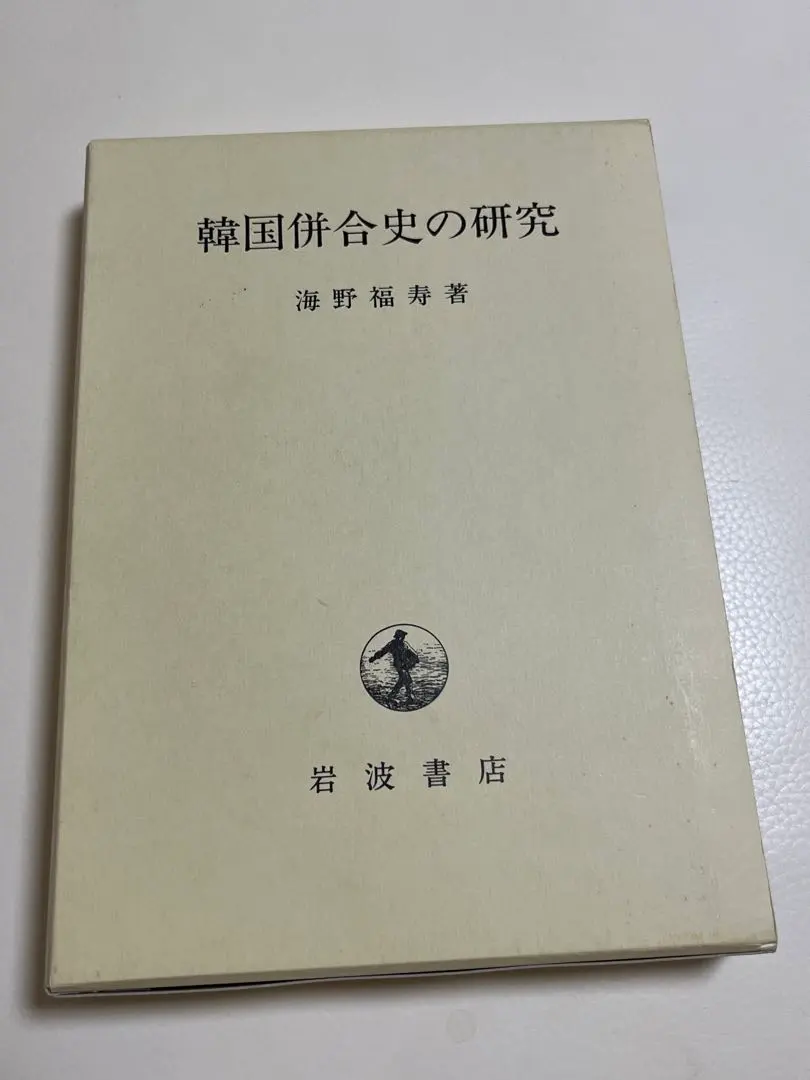 韓国併合史の研究
海野福寿著
岩波書店